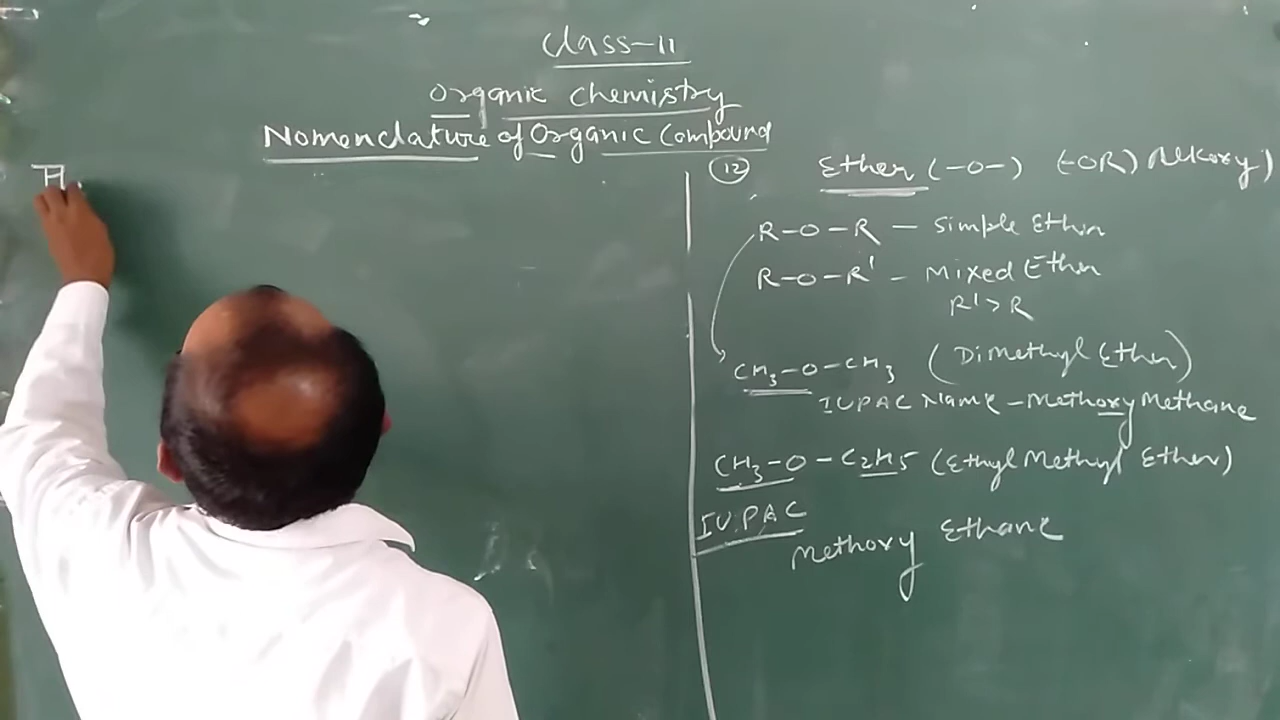 Class-11
Organic Chemistry
Nomenclature of Organic Compound
12
Ether (-O-) (-OR) Alkoxy)
R-O-R - Simple Ether
R-O-R' - Mixed Ether
R'>R
CH3-O-CH3 (Dimethyl Ether)
IUPAC Name - Methoxy Methane
CH3-O-C2H5 (Ethyl Methyl Ether)
IUPAC
Methoxy Ethane